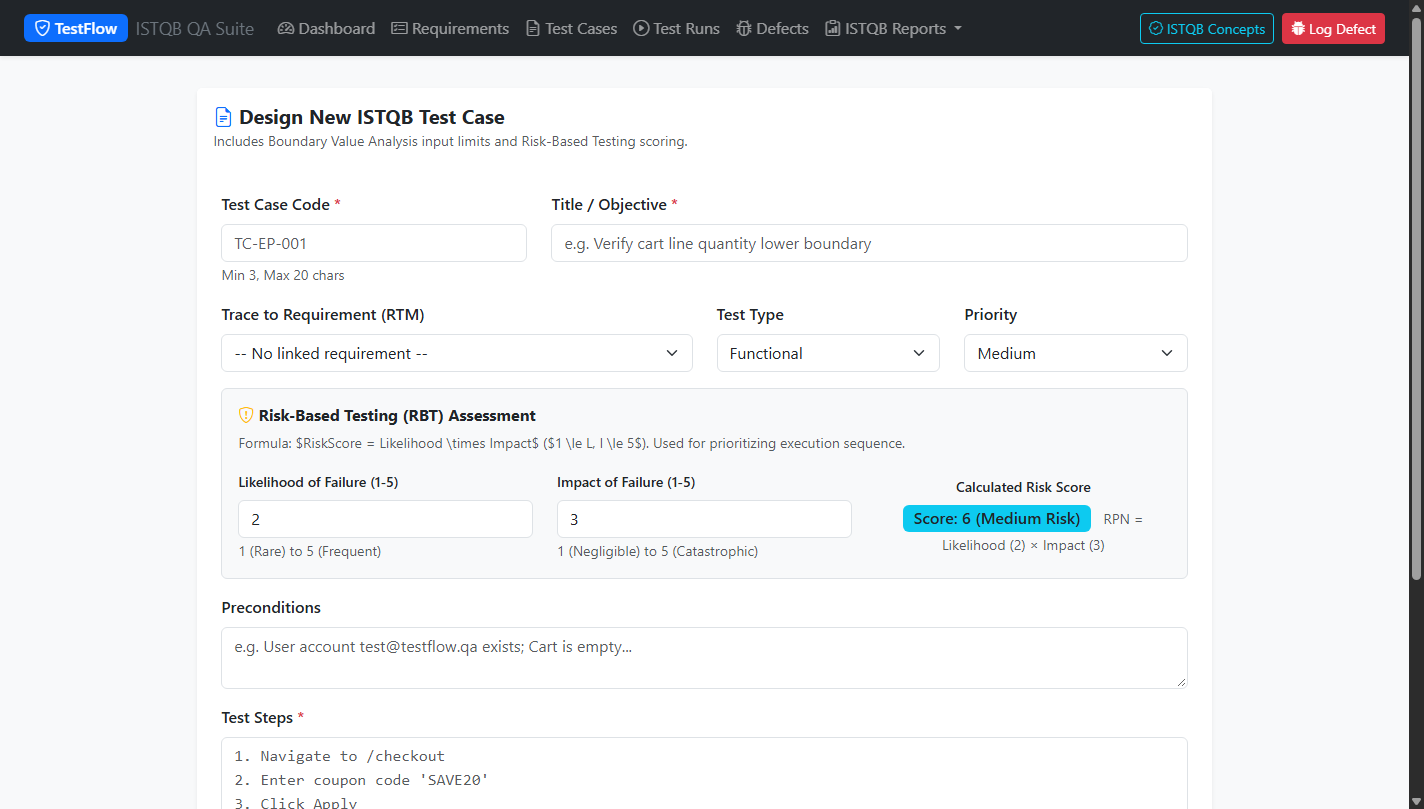 TestFlow ISTQB QA Suite Dashboard Requirements Test Cases Test Runs Defects ISTQB Reports ISTQB Concepts Log Defect
Design New ISTQB Test Case
Includes Boundary Value Analysis input limits and Risk-Based Testing scoring.
Test Case Code * Title / Objective *
TC-EP-001 e.g. Verify cart line quantity lower boundary
Min 3, Max 20 chars
Trace to Requirement (RTM) Test Type Priority
-- No linked requirement -- Functional Medium
Risk-Based Testing (RBT) Assessment
Formula: $RiskScore = Likelihood \times Impact$ ($1 \le L, I \le 5$). Used for prioritizing execution sequence.
Likelihood of Failure (1-5) Impact of Failure (1-5) Calculated Risk Score
2 3 Score: 6 (Medium Risk) RPN =
1 (Rare) to 5 (Frequent) 1 (Negligible) to 5 (Catastrophic) Likelihood (2) × Impact (3)
Preconditions
e.g. User account test@testflow.qa exists; Cart is empty...
Test Steps *
1. Navigate to /checkout
2. Enter coupon code 'SAVE20'
3. Click Apply